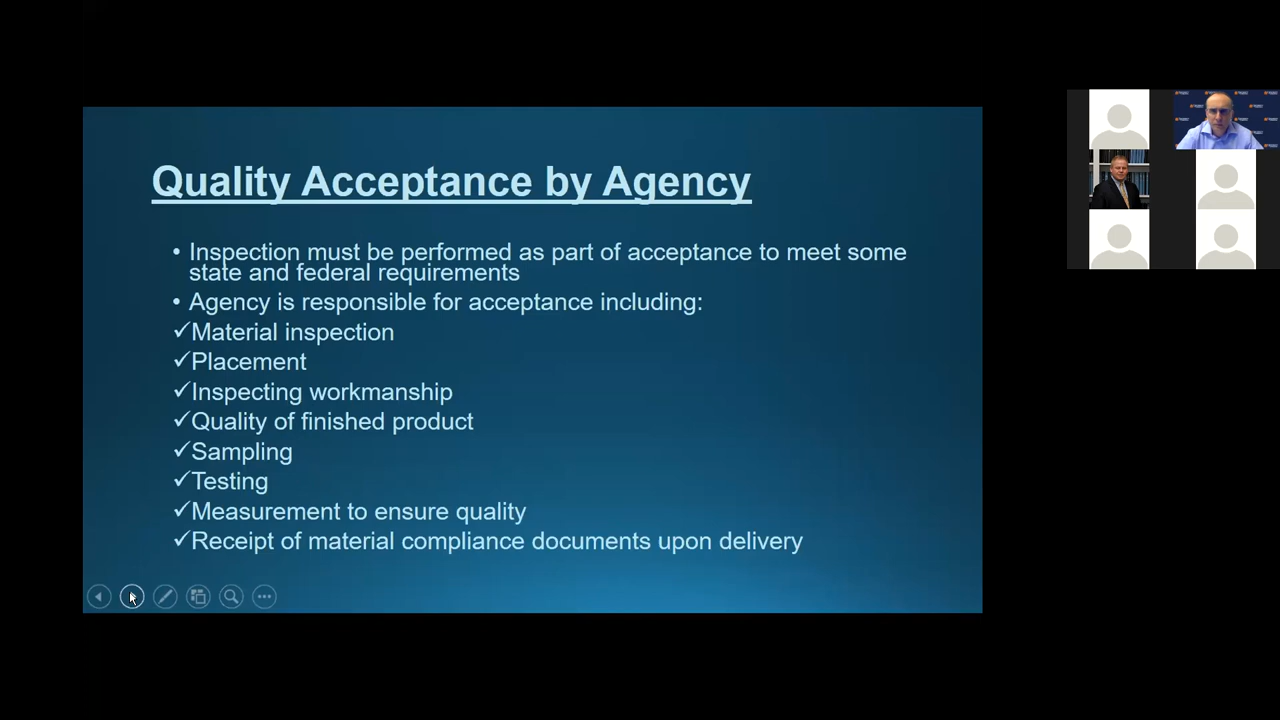 Quality Acceptance by Agency
• Inspection must be performed as part of acceptance to meet some
state and federal requirements
• Agency is responsible for acceptance including:
✓Material inspection
✓Placement
✓Inspecting workmanship
✓Quality of finished product
✓Sampling
✓Testing
✓Measurement to ensure quality
✓Receipt of material compliance documents upon delivery